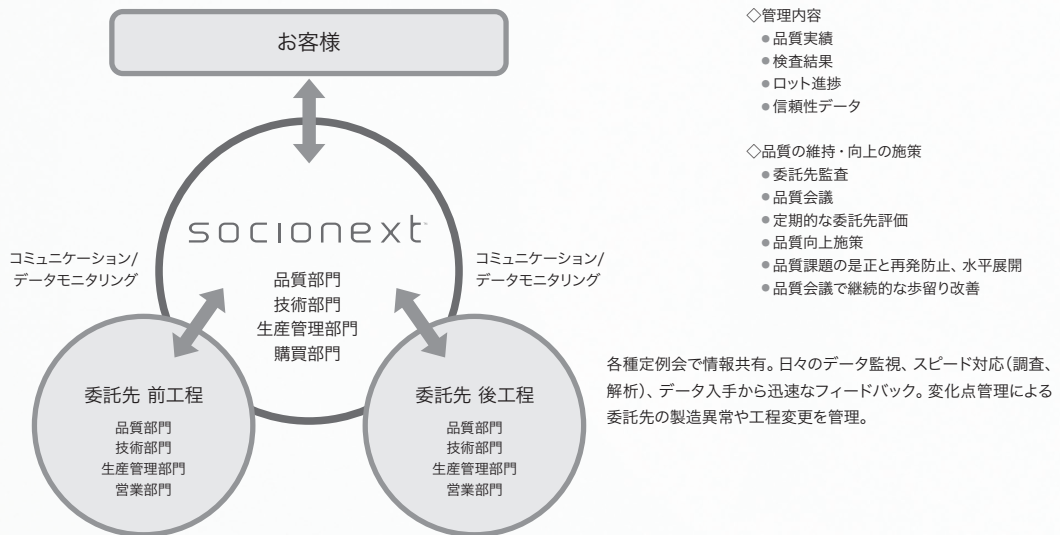 お客様
socionext™
品質部門
技術部門
生産管理部門
購買部門
コミュニケーション/
データモニタリング
コミュニケーション/
データモニタリング
委託先 前工程
品質部門
技術部門
生産管理部門
営業部門
委託先 後工程
品質部門
技術部門
生産管理部門
営業部門
◇管理内容
●品質実績
●検査結果
●ロット進捗
●信頼性データ
◇品質の維持・向上の施策
●委託先監査
●品質会議
●定期的な委託先評価
●品質向上施策
●品質課題の是正と再発防止、水平展開
●品質会議で継続的な歩留り改善
各種定例会で情報共有。日々のデータ監視、スピード対応(調査、
解析)、データ入手から迅速なフィードバック。変化点管理による
委託先の製造異常や工程変更を管理。